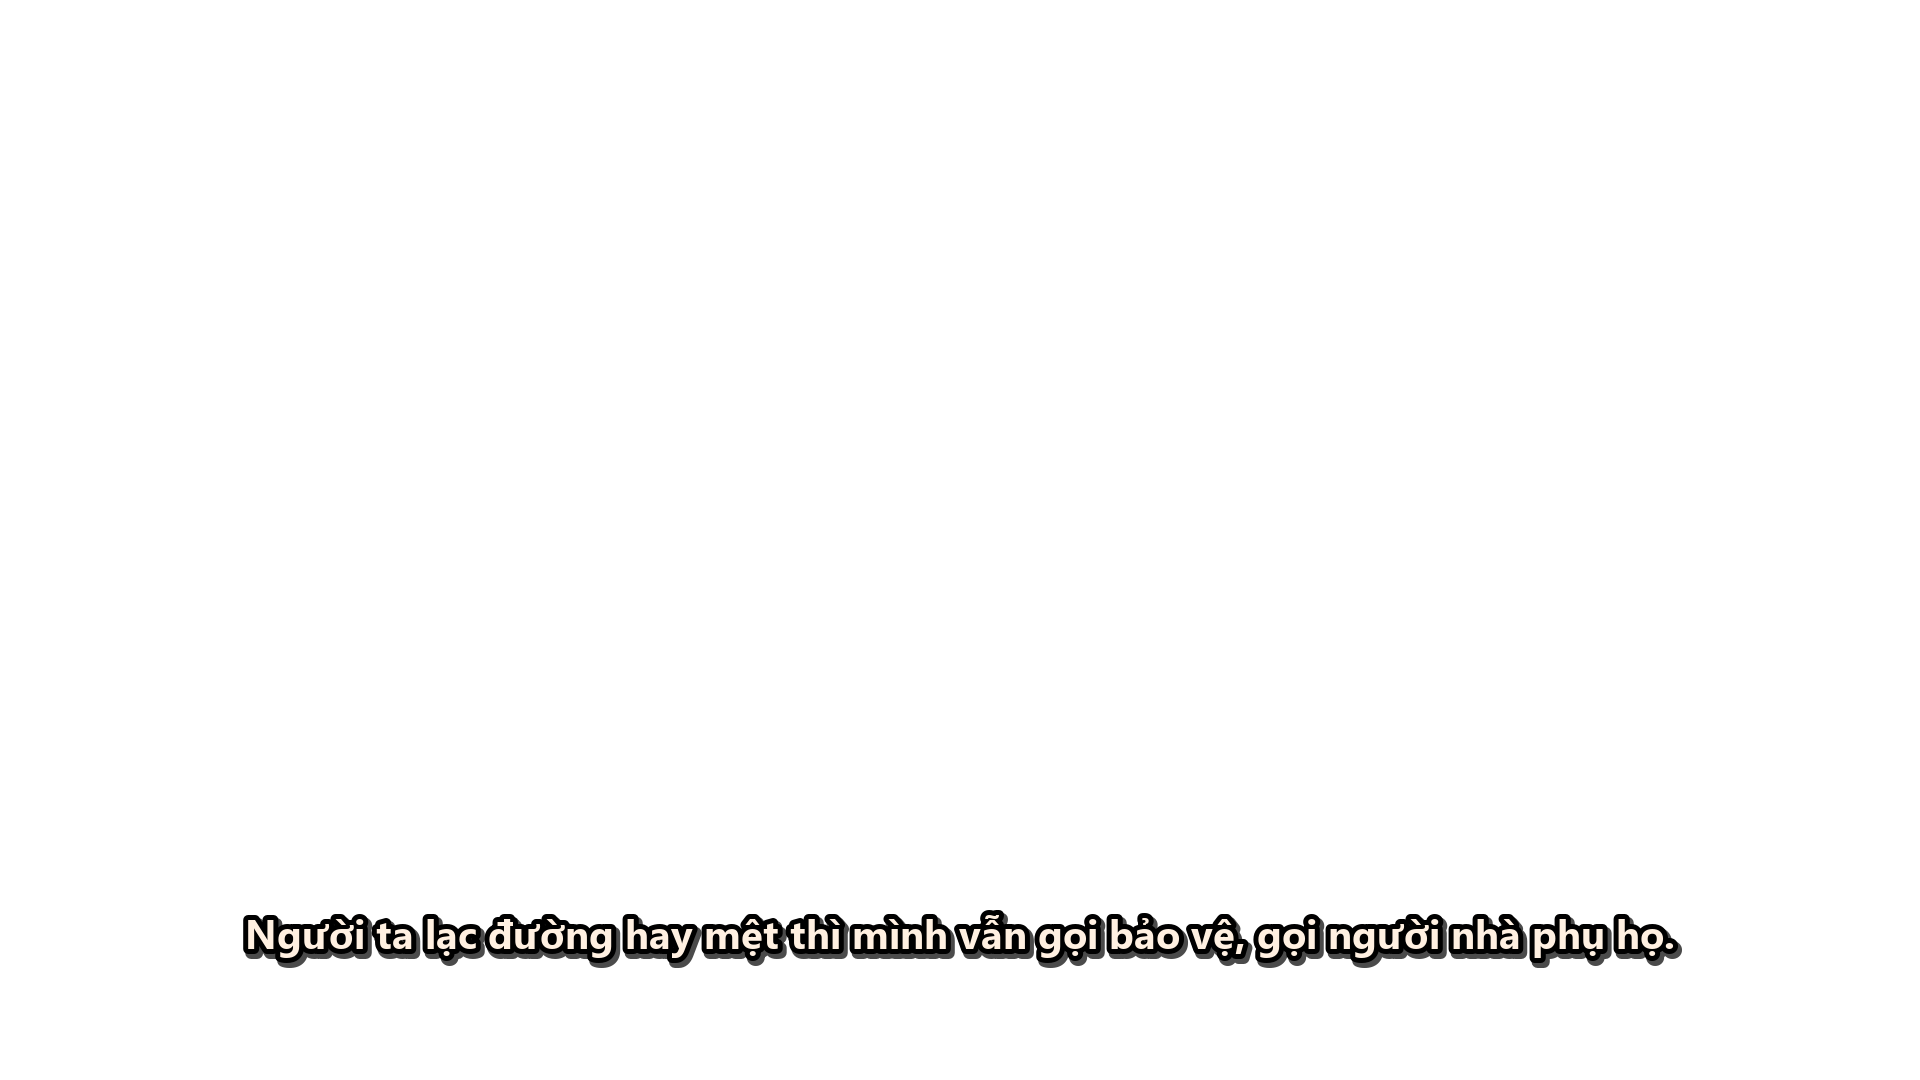 Người ta lạc đường hay mệt thì mình vẫn gọi bảo vệ, gọi người nhà phụ họ.